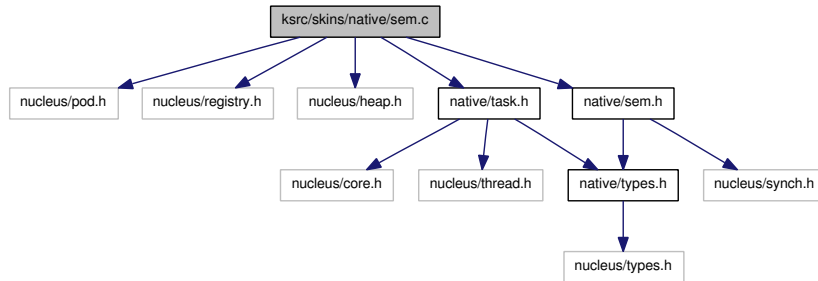 ksrc/skins/native/sem.c
nucleus/pod.h
nucleus/registry.h
nucleus/heap.h
native/task.h
native/sem.h
nucleus/core.h
nucleus/thread.h
native/types.h
nucleus/synch.h
nucleus/types.h